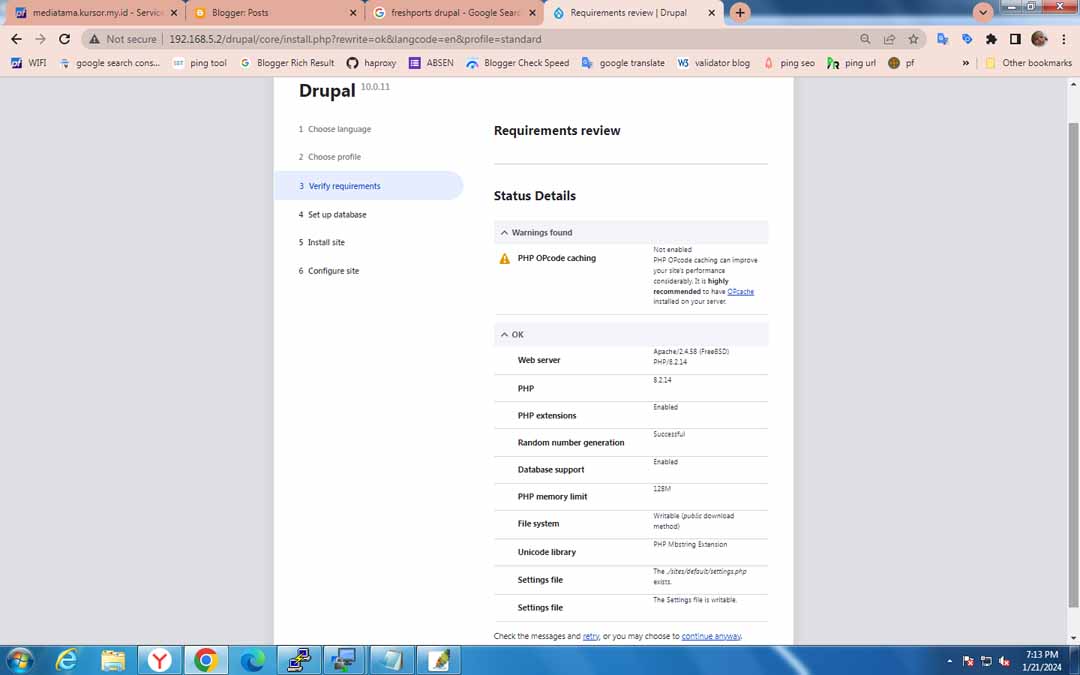 mediatama.kursor.my.id - Service
Blogger: Posts
freshports drupal - Google Searc
Requirements review | Drupal
Not secure
192.168.5.2/drupal/core/install.php?rewrite=ok&langcode=en&profile=standard
WIFI
google search cons...
ping tool
Blogger Rich Result
haproxy
ABSEN
Blogger Check Speed
google translate
validator blog
ping seo
ping url
pf
»
Other bookmarks
Drupal 10.0.11
1 Choose language
2 Choose profile
3 Verify requirements
4 Set up database
5 Install site
6 Configure site
Requirements review
Status Details
Warnings found
PHP OPcode caching
Not enabled
PHP OPcode caching can improve
your site's performance
considerably. It is highly
recommended to have OPcache
installed on your server.
OK
Web server
Apache/2.4.58 (FreeBSD)
PHP/8.2.14
PHP
8.2.14
PHP extensions
Enabled
Random number generation
Successful
Database support
Enabled
PHP memory limit
128M
File system
Writable (public download
method)
Unicode library
PHP Mbstring Extension
Settings file
The ./sites/default/settings.php
exists.
Settings file
The Settings file is writable.
Check the messages and retry, or you may choose to continue anyway.
7:13 PM
1/21/2024